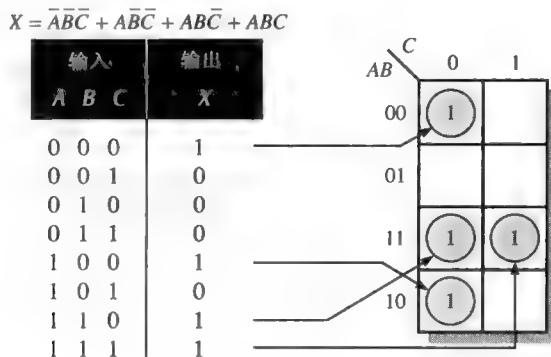 X = A̅B̅C̅ + AB̅C̅ + ABC̅ + ABC
输入 输出
A B C X
0 0 0 1
0 0 1 0
0 1 0 0
0 1 1 0
1 0 0 1
1 0 1 0
1 1 0 1
1 1 1 1
C
AB 0 1
00 1
01
11 1 1
10 1